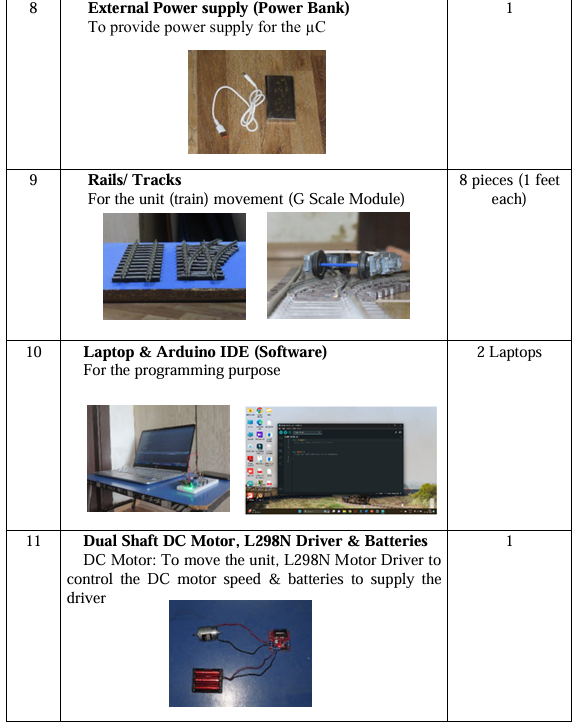 8
External Power supply (Power Bank)
1
To provide power supply for the µC
9
Rails/ Tracks
8 pieces (1 feet
For the unit (train) movement (G Scale Module)
each)
10
Laptop & Arduino IDE (Software)
2 Laptops
For the programming purpose
11
Dual Shaft DC Motor, L298N Driver & Batteries
1
DC Motor: To move the unit, L298N Motor Driver to
control the DC motor speed & batteries to supply the
driver